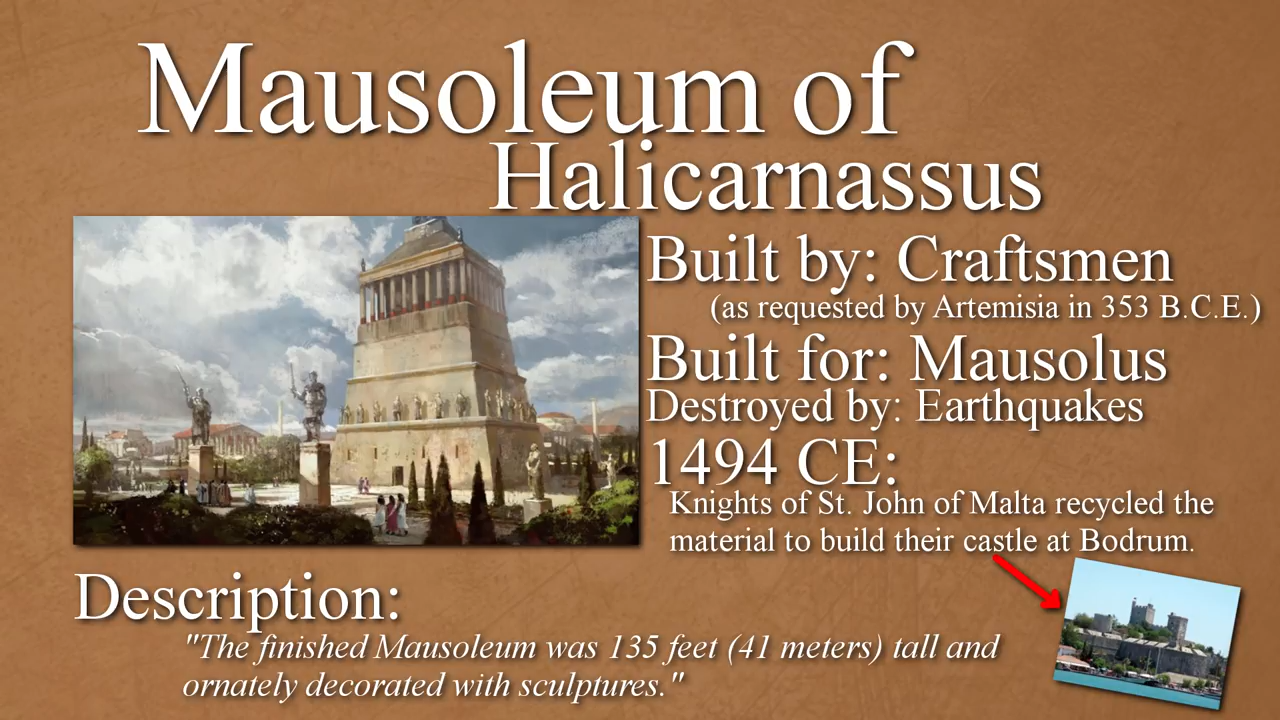 Mausoleum of
Halicarnassus
Built by: Craftsmen
(as requested by Artemisia in 353 B.C.E.)
Built for: Mausolus
Destroyed by: Earthquakes
1494 CE:
Knights of St. John of Malta recycled the
material to build their castle at Bodrum.
Description:
"The finished Mausoleum was 135 feet (41 meters) tall and
ornately decorated with sculptures."